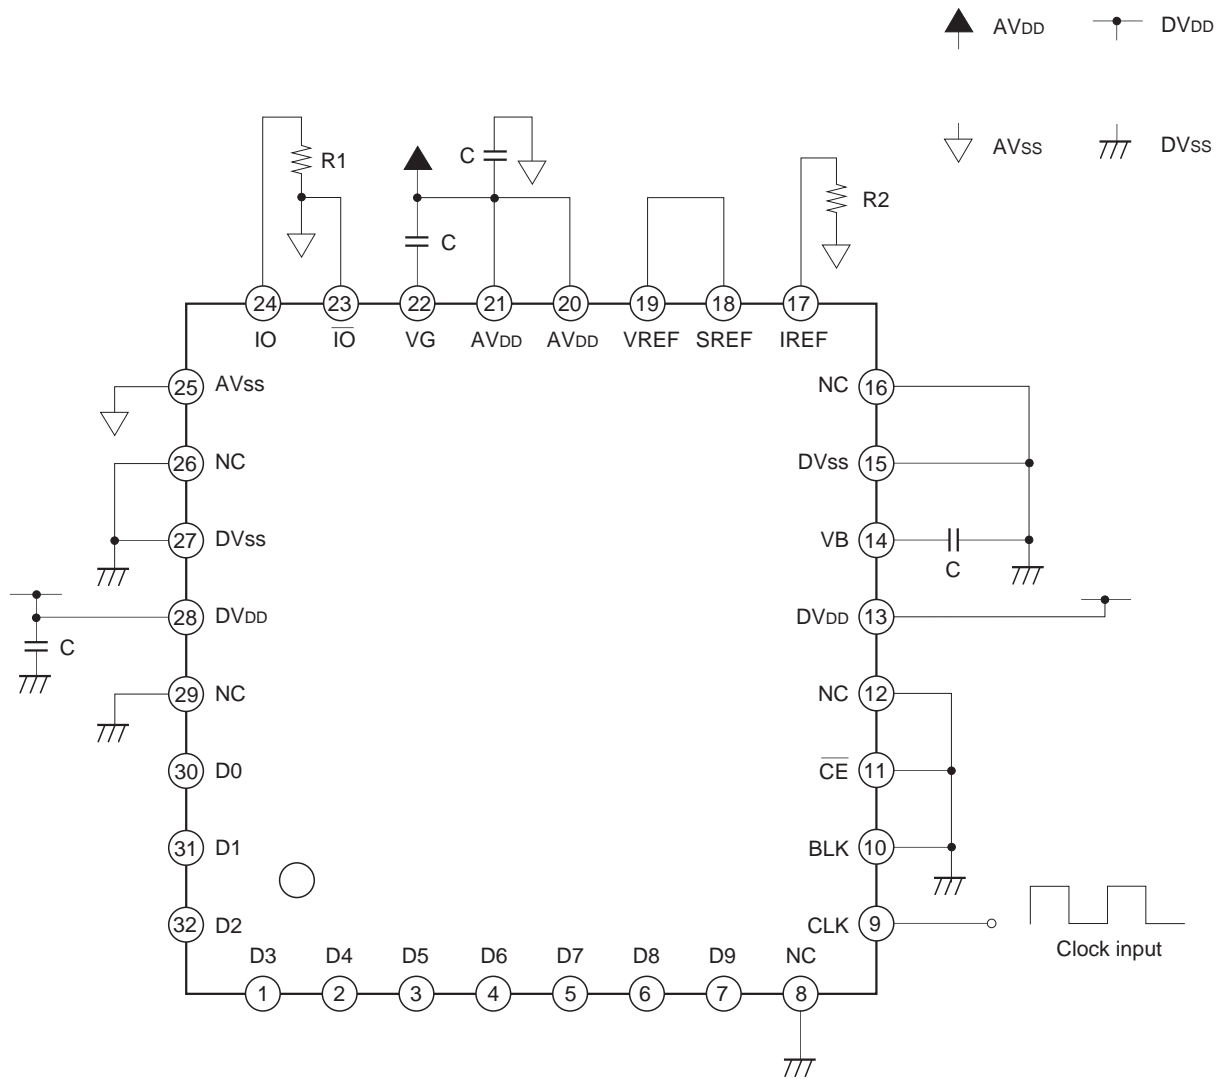 AVDD
DVDD
AVSS
DVSS
R1
C
C
R2
24 23 22 21 20 19 18 17
IO IO VG AVDD AVDD VREF SREF IREF
25 AVss
NC 16
26 NC
DVss 15
27 DVss
VB 14
C
28 DVDD
DVDD 13
C
29 NC
NC 12
30 D0
CE 11
31 D1
BLK 10
32 D2
CLK 9
Clock input
D3 D4 D5 D6 D7 D8 D9 NC
1 2 3 4 5 6 7 8